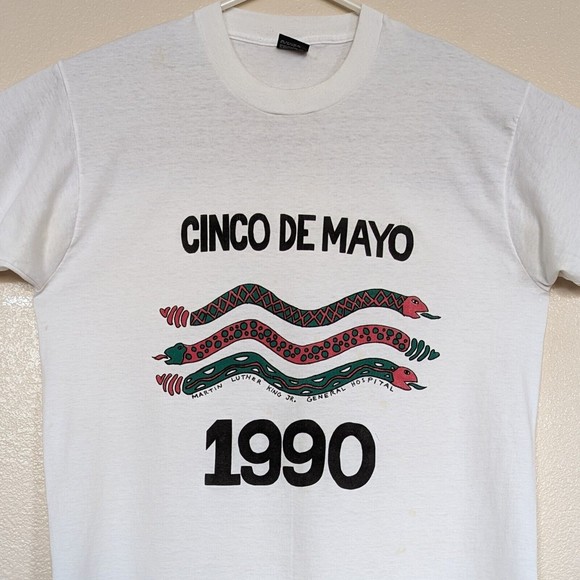 CINCO DE MAYO
MARTIN LUTHER KING JR. GENERAL HOSPITAL
1990